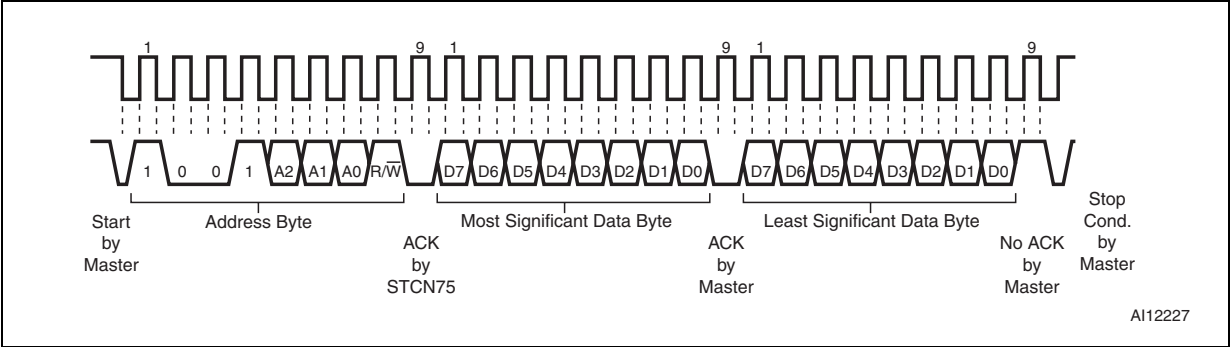 1 9 1 9 1 9
1 0 0 1 A2 A1 A0 R/W̅ D7 D6 D5 D4 D3 D2 D1 D0 D7 D6 D5 D4 D3 D2 D1 D0
Address Byte
Most Significant Data Byte
Least Significant Data Byte
Start
by
Master
ACK
by
STCN75
ACK
by
Master
No ACK
by
Master
Stop
Cond.
by
Master
AI12227